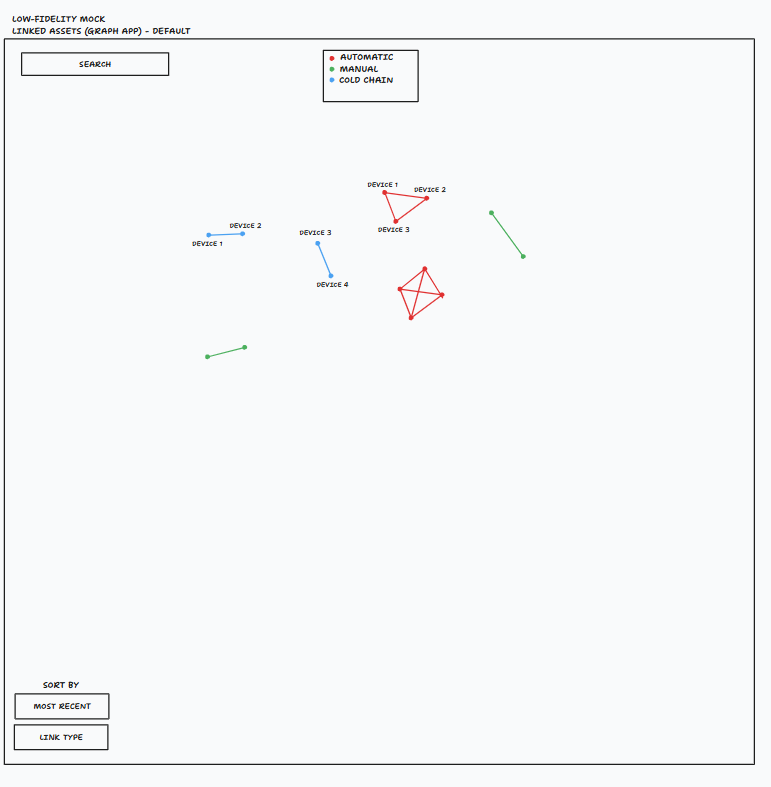 LOW-FIDELITY MOCK
LINKED ASSETS (GRAPH APP) - DEFAULT
SEARCH
AUTOMATIC
MANUAL
COLD CHAIN
DEVICE 1
DEVICE 2
DEVICE 3
DEVICE 2
DEVICE 1
DEVICE 3
DEVICE 4
SORT BY
MOST RECENT
LINK TYPE